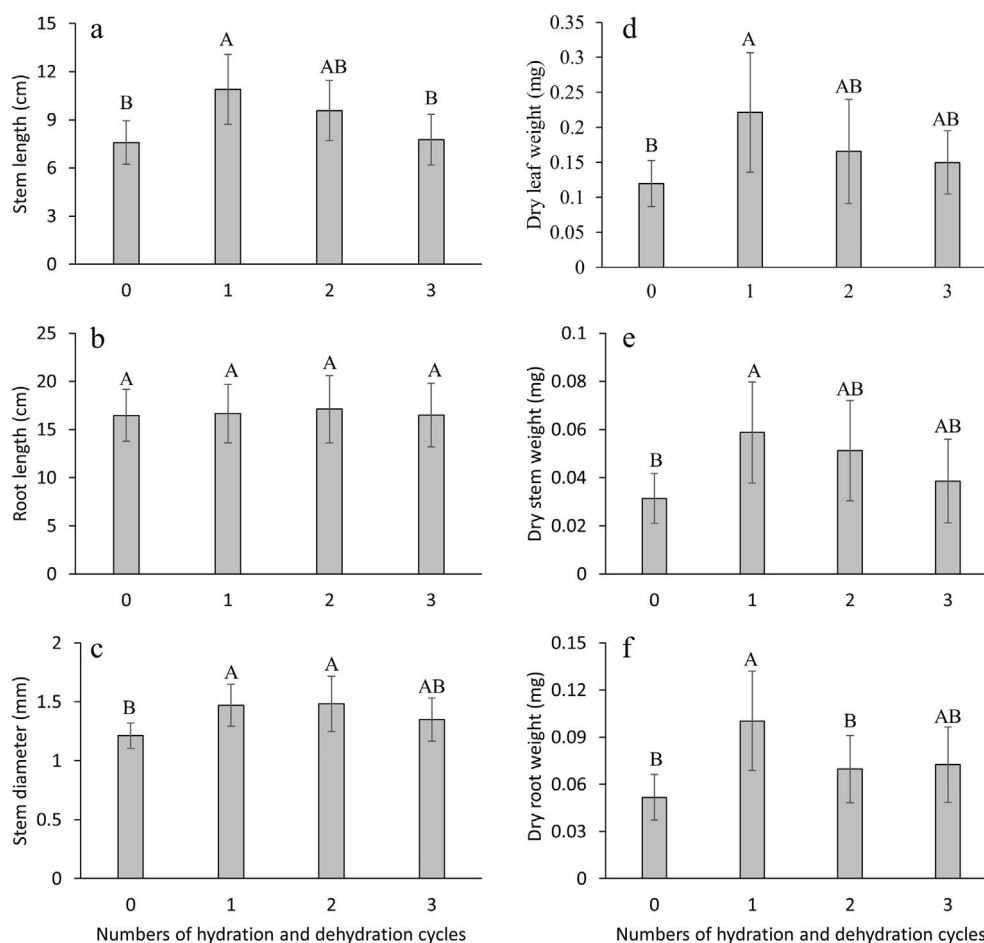 a
Stem length (cm)
15
12
9
6
3
0
B
A
AB
B
0 1 2 3
b
Root length (cm)
25
20
15
10
5
0
A
A
A
A
0 1 2 3
c
Stem diameter (mm)
2
1.5
1
0.5
0
B
A
A
AB
0 1 2 3
Numbers of hydration and dehydration cycles
d
Dry leaf weight (mg)
0.35
0.3
0.25
0.2
0.15
0.1
0.05
0
B
A
AB
AB
0 1 2 3
e
Dry stem weight (mg)
0.1
0.08
0.06
0.04
0.02
0
B
A
AB
AB
0 1 2 3
f
Dry root weight (mg)
0.15
0.12
0.09
0.06
0.03
0
B
A
B
AB
0 1 2 3
Numbers of hydration and dehydration cycles